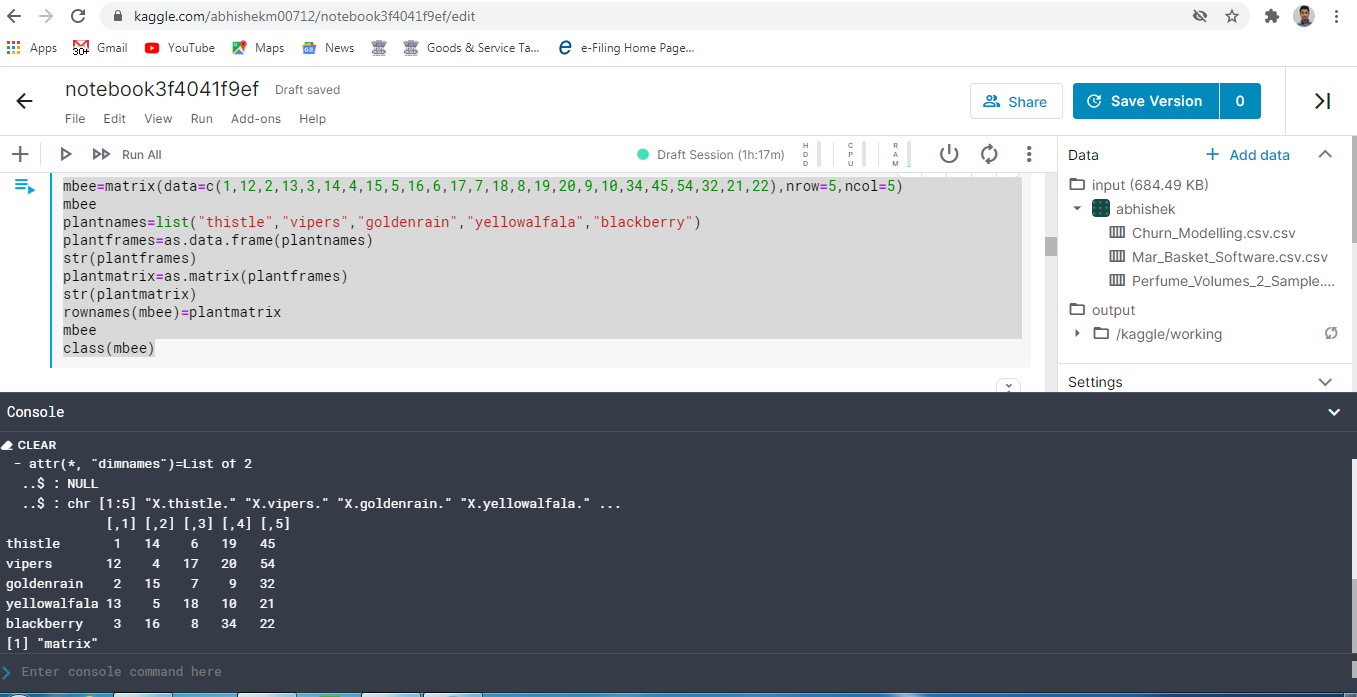 kaggle.com/abhishekm00712/notebook3f4041f9ef/edit
Apps Gmail YouTube Maps News Goods & Service Ta... e-Filing Home Page...
30+
notebook3f4041f9ef Draft saved
Share Save Version 0
File Edit View Run Add-ons Help
Run All Draft Session (1h:17m) HDD CPU RAM
mbee=matrix(data=c(1,12,2,13,3,14,4,15,5,16,6,17,7,18,8,19,20,9,10,34,45,54,32,21,22),nrow=5,ncol=5)
mbee
plantnames=list("thistle","vipers","goldenrain","yellowalfala","blackberry")
plantframes=as.data.frame(plantnames)
str(plantframes)
plantmatrix=as.matrix(plantframes)
str(plantmatrix)
rownames(mbee)=plantmatrix
mbee
class(mbee)
Data + Add data
input (684.49 KB)
abhishek
Churn_Modelling.csv.csv
Mar_Basket_Software.csv.csv
Perfume_Volumes_2_Sample....
output
/kaggle/working
Settings
Console
CLEAR
- attr(*, "dimnames")=List of 2
..$ : NULL
..$ : chr [1:5] "X.thistle." "X.vipers." "X.goldenrain." "X.yellowalfala." ...
[,1] [,2] [,3] [,4] [,5]
thistle 1 14 6 19 45
vipers 12 4 17 20 54
goldenrain 2 15 7 9 32
yellowalfala 13 5 18 10 21
blackberry 3 16 8 34 22
[1] "matrix"
Enter console command here